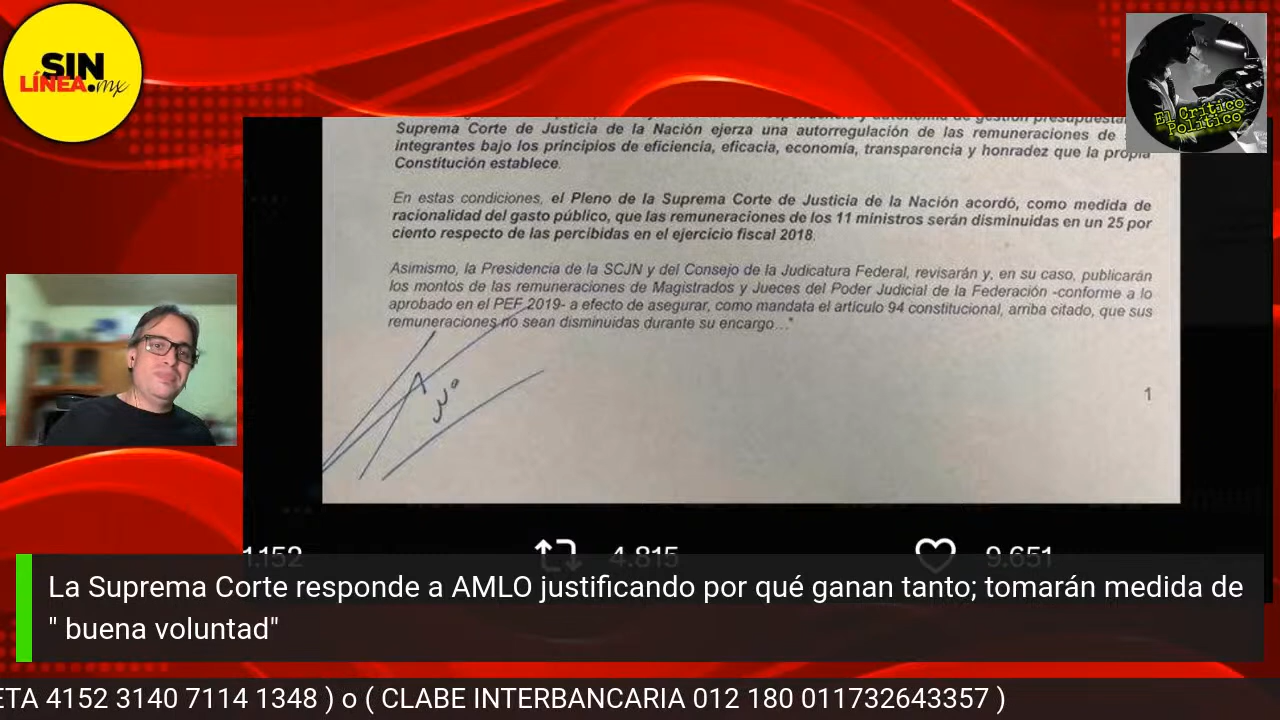 SIN
LÍNEA.mx
El Crítico
Político
Suprema Corte de Justicia de la Nación ejerza una autorregulación de las remuneraciones de
integrantes bajo los principios de eficiencia, eficacia, economía, transparencia y honradez que la propia
Constitución establece.
En estas condiciones, el Pleno de la Suprema Corte de Justicia de la Nación acordó, como medida de
racionalidad del gasto público, que las remuneraciones de los 11 ministros serán disminuidas en un 25 por
ciento respecto de las percibidas en el ejercicio fiscal 2018.
Asimismo, la Presidencia de la SCJN y del Consejo de la Judicatura Federal, revisarán y, en su caso, publicarán
los montos de las remuneraciones de Magistrados y Jueces del Poder Judicial de la Federación -conforme a lo
aprobado en el PEF 2019- a efecto de asegurar, como mandata el artículo 94 constitucional, arriba citado, que sus
remuneraciones no sean disminuidas durante su encargo..."
1
1.152 4.815 9.651
La Suprema Corte responde a AMLO justificando por qué ganan tanto; tomarán medida de
" buena voluntad"
ETA 4152 3140 7114 1348 ) o ( CLABE INTERBANCARIA 012 180 011732643357 )